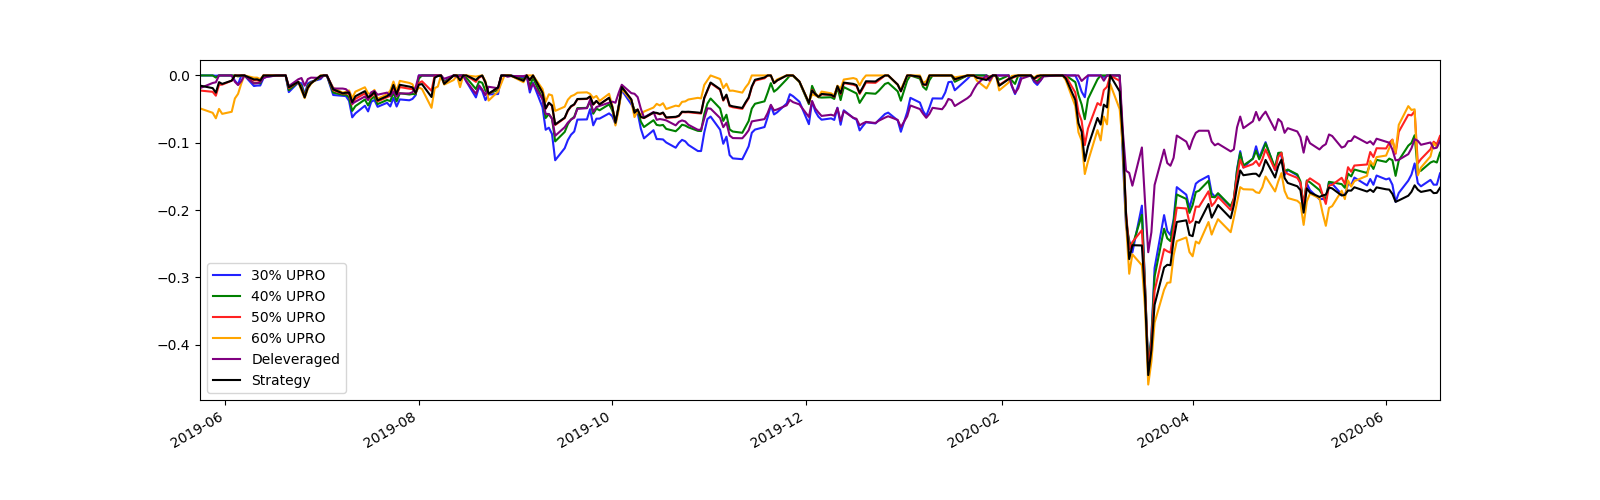 0.0
−0.1
−0.2
−0.3
−0.4
30% UPRO
40% UPRO
50% UPRO
60% UPRO
Deleveraged
Strategy
2019-06
2019-08
2019-10
2019-12
2020-02
2020-04
2020-06